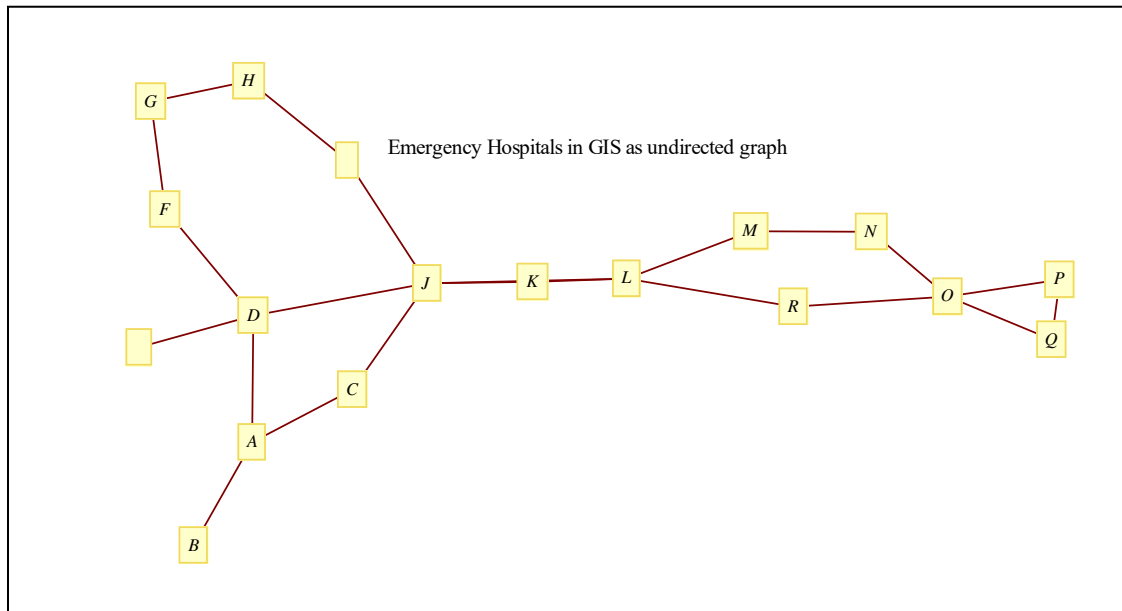 H
G
Emergency Hospitals in GIS as undirected graph
F
M
N
J
K
L
P
D
R
O
Q
C
A
B